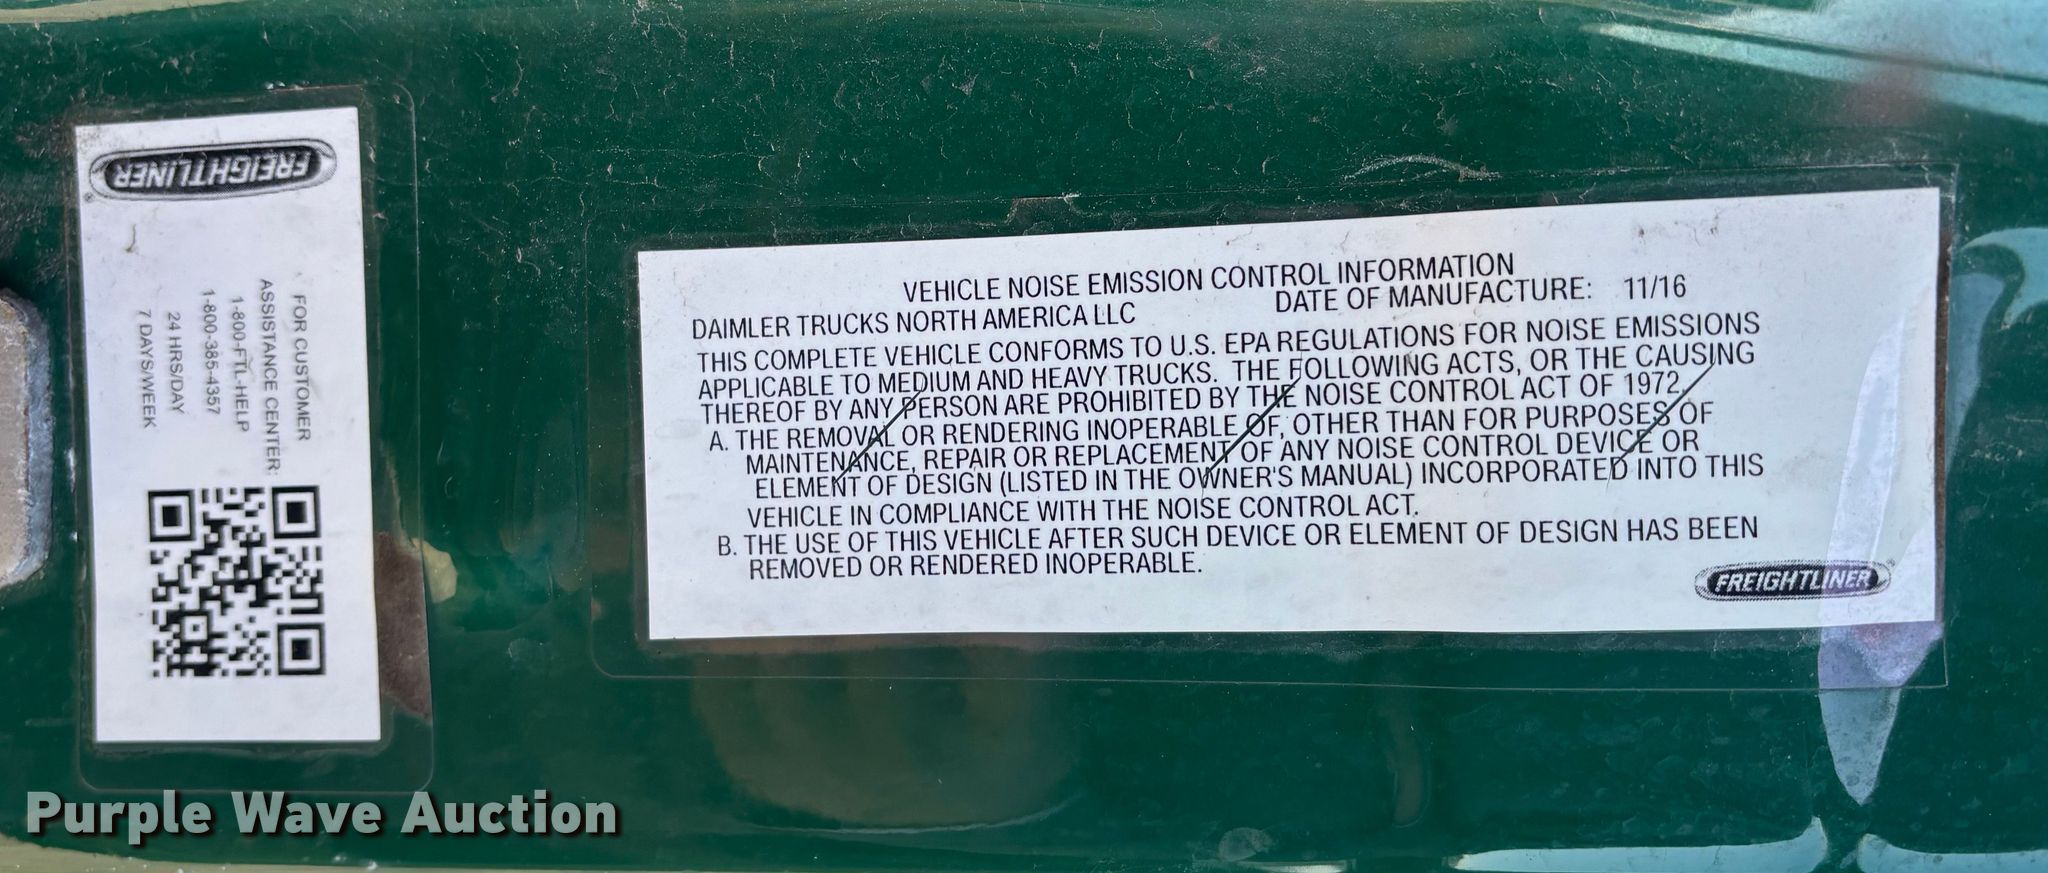 FREIGHTLINER
®
FOR CUSTOMER
ASSISTANCE CENTER:
1-800-FTL-HELP
1-800-385-4357
24 HRS/DAY
7 DAYS/WEEK
VEHICLE NOISE EMISSION CONTROL INFORMATION
DAIMLER TRUCKS NORTH AMERICA LLC DATE OF MANUFACTURE: 11/16
THIS COMPLETE VEHICLE CONFORMS TO U.S. EPA REGULATIONS FOR NOISE EMISSIONS
APPLICABLE TO MEDIUM AND HEAVY TRUCKS. THE FOLLOWING ACTS, OR THE CAUSING
THEREOF BY ANY PERSON ARE PROHIBITED BY THE NOISE CONTROL ACT OF 1972.
A. THE REMOVAL OR RENDERING INOPERABLE OF, OTHER THAN FOR PURPOSES OF
MAINTENANCE, REPAIR OR REPLACEMENT OF ANY NOISE CONTROL DEVICE OR
ELEMENT OF DESIGN (LISTED IN THE OWNER'S MANUAL) INCORPORATED INTO THIS
VEHICLE IN COMPLIANCE WITH THE NOISE CONTROL ACT.
B. THE USE OF THIS VEHICLE AFTER SUCH DEVICE OR ELEMENT OF DESIGN HAS BEEN
REMOVED OR RENDERED INOPERABLE.
FREIGHTLINER
Purple Wave Auction